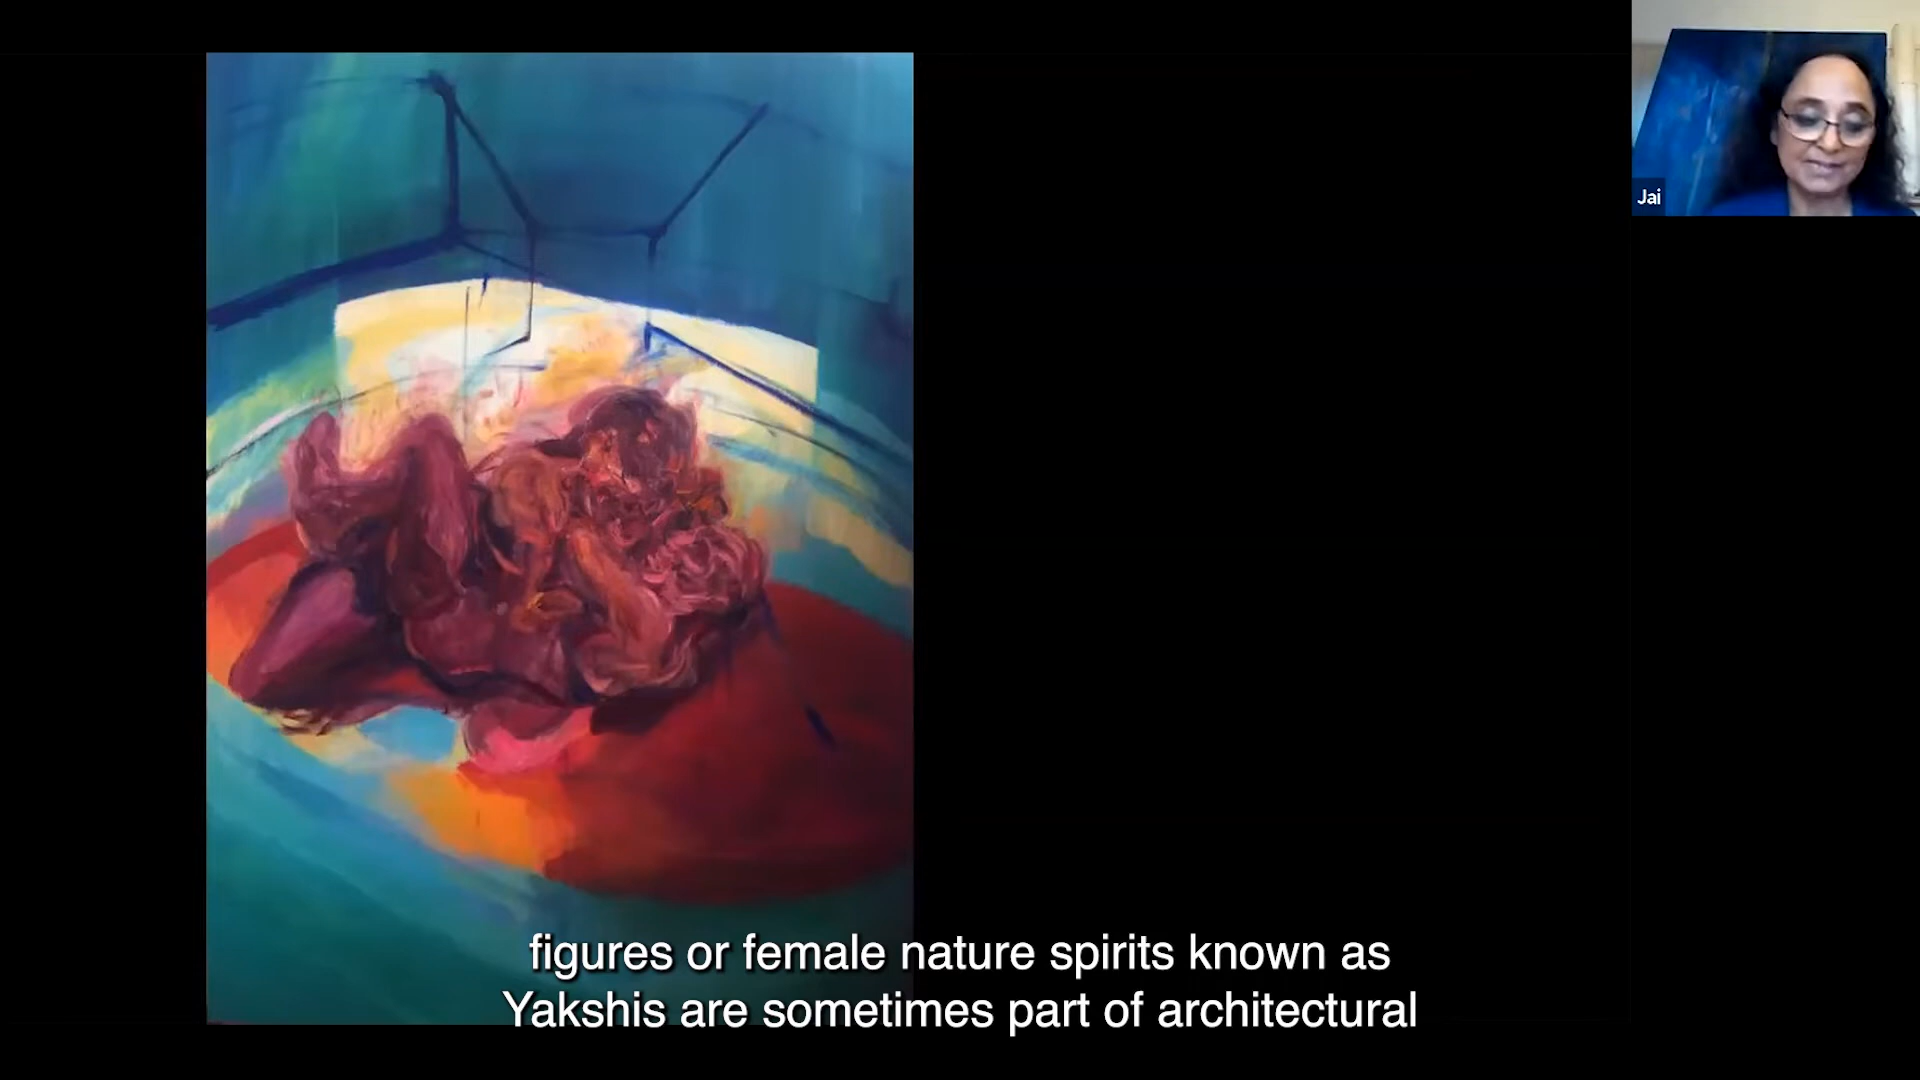 Jai
figures or female nature spirits known as
Yakshis are sometimes part of architectural